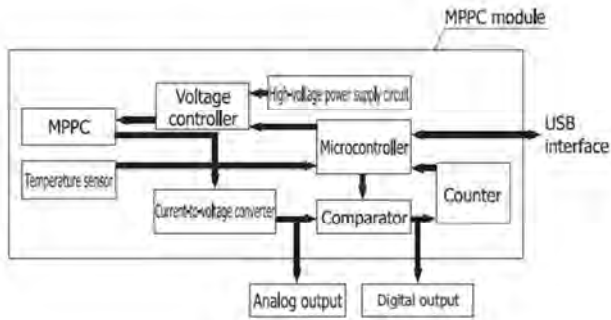 MPPC module
High-voltage power supply circuit
Voltage
controller
MPPC
USB
interface
Microcontroller
Temperature sensor
Counter
Current-to-voltage converter
Comparator
Analog output
Digital output